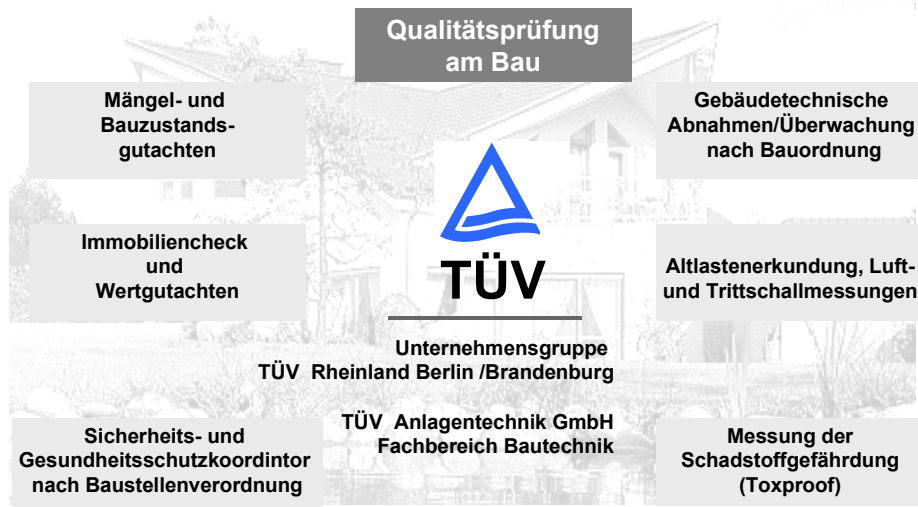 Qualitätsprüfung
am Bau
Mängel- und
Bauzustands-
gutachten
Gebäudetechnische
Abnahmen/Überwachung
nach Bauordnung
Immobiliencheck
und
Wertgutachten
TÜV
Altlastenerkundung, Luft-
und Trittschallmessungen
Unternehmensgruppe
TÜV Rheinland Berlin /Brandenburg
TÜV Anlagentechnik GmbH
Fachbereich Bautechnik
Sicherheits- und
Gesundheitsschutzkoordintor
nach Baustellenverordnung
Messung der
Schadstoffgefährdung
(Toxproof)